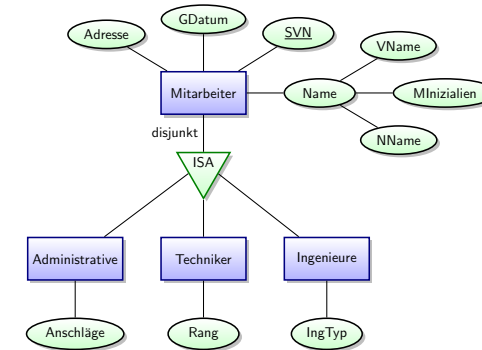 GDatum
Adresse
SVN
VName
Mitarbeiter
Name
MInizialien
disjunkt
NName
ISA
Administrative
Techniker
Ingenieure
Anschläge
Rang
IngTyp